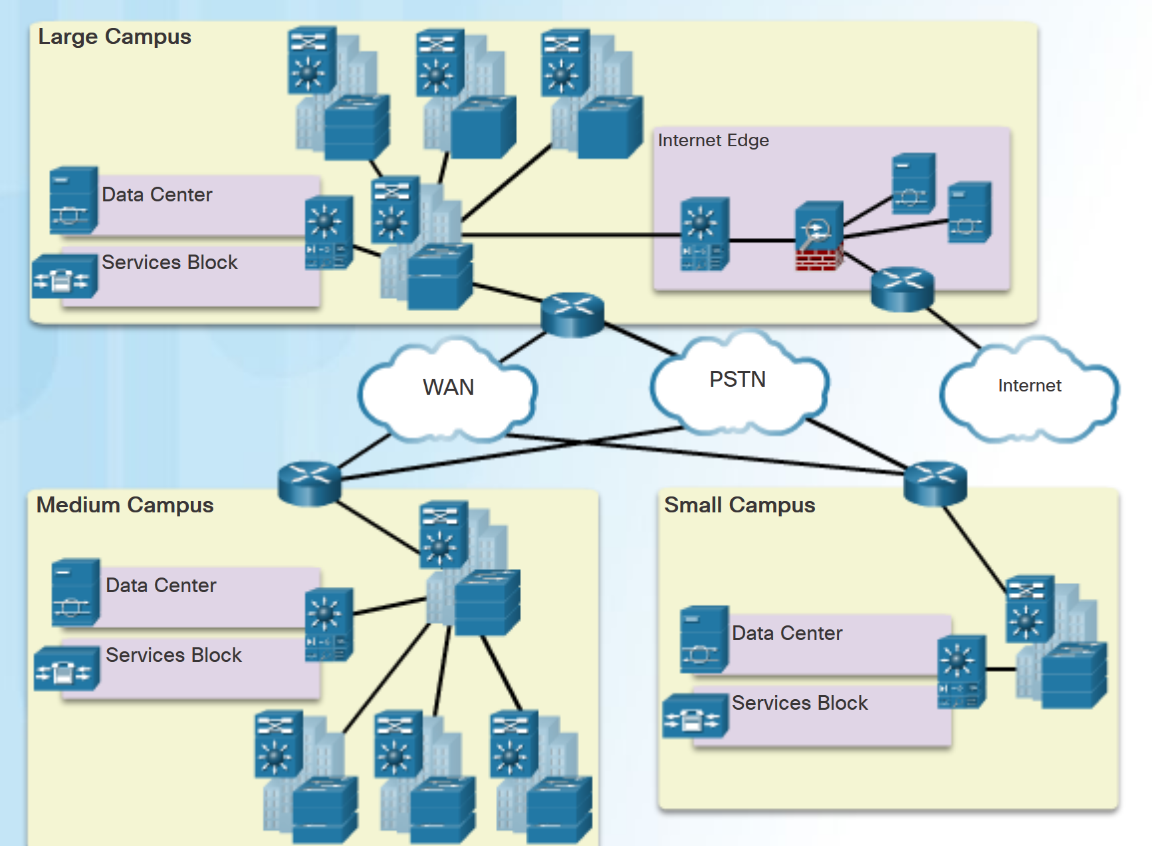 Large Campus
Internet Edge
Data Center
Services Block
WAN
PSTN
Internet
Medium Campus
Small Campus
Data Center
Services Block
Data Center
Services Block